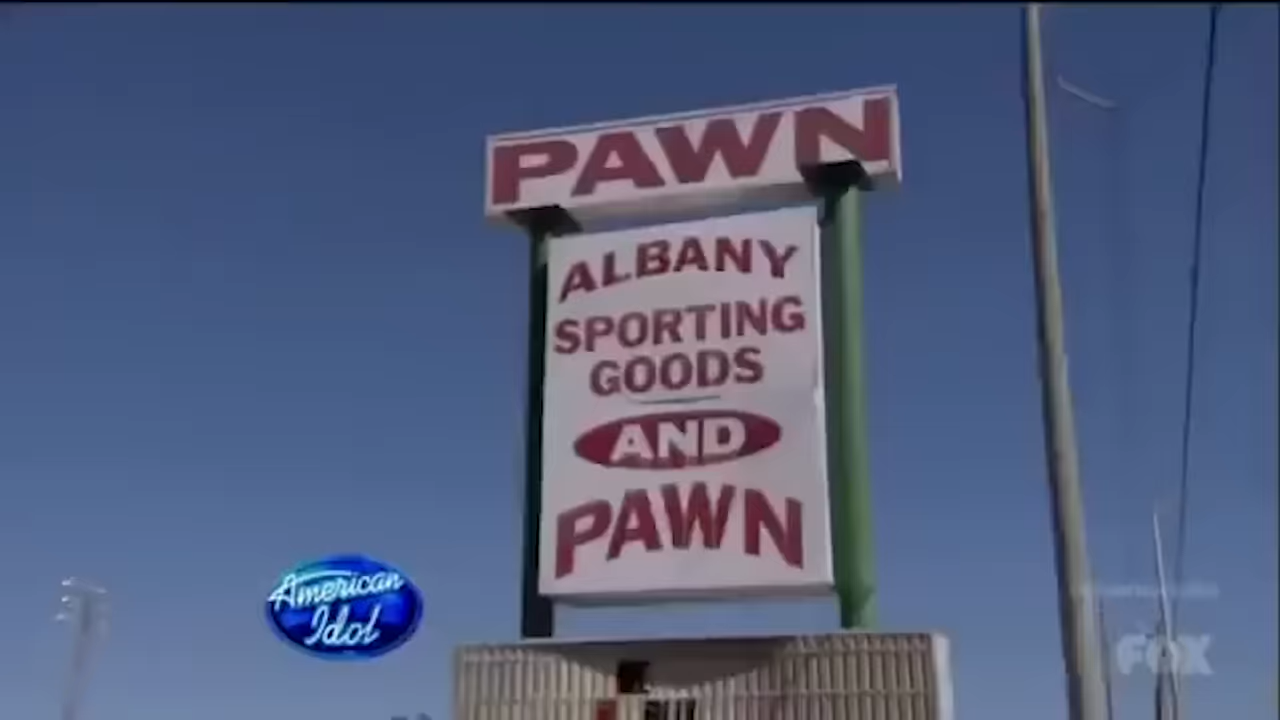 PAWN
ALBANY
SPORTING
GOODS
AND
PAWN
American
Idol
FOX